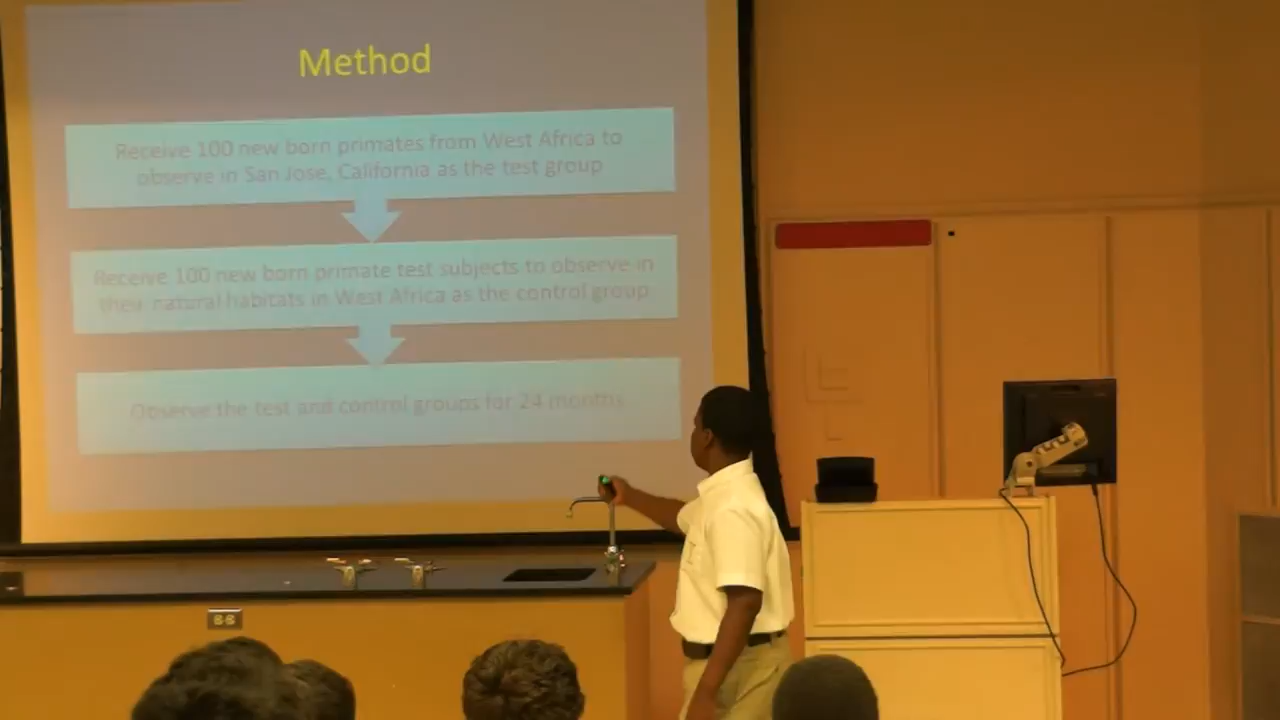 Method
Receive 100 new born primates from West Africa to
observe in San Jose, California as the test group
Receive 100 new born primate test subjects to observe in
their natural habitats in West Africa as the control group
Observe the test and control groups for 24 months